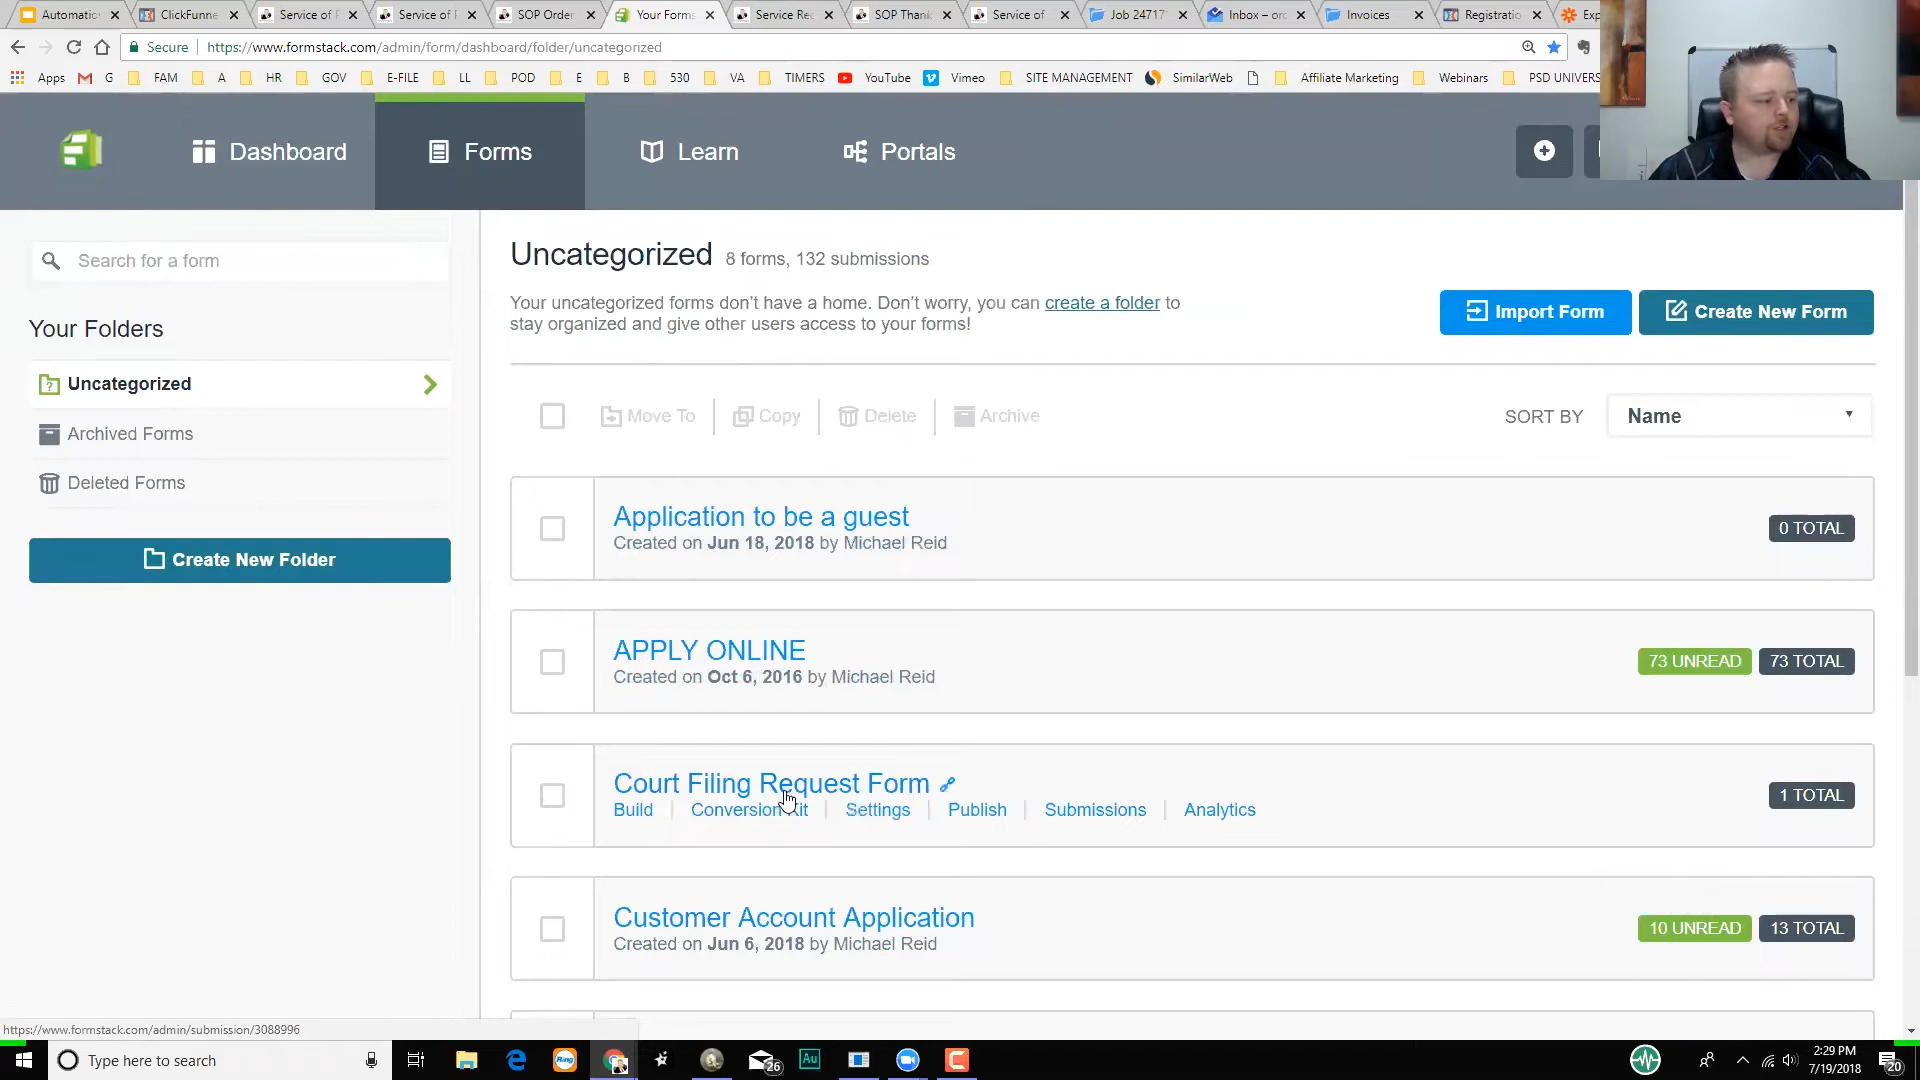 Automatic
ClickFunne
Service of P
Service of P
SOP Order
Your Forms
Service Rec
SOP Thank
Service of
Job 24717
Inbox – orc
Invoices
Registratio
Exp
Secure
https://www.formstack.com/admin/form/dashboard/folder/uncategorized
Apps G FAM A HR GOV E-FILE LL POD E B 530 VA TIMERS YouTube Vimeo SITE MANAGEMENT SimilarWeb Affiliate Marketing Webinars PSD UNIVERS
Dashboard
Forms
Learn
Portals
Search for a form
Your Folders
Uncategorized
Archived Forms
Deleted Forms
Create New Folder
Uncategorized 8 forms, 132 submissions
Your uncategorized forms don’t have a home. Don’t worry, you can create a folder to
stay organized and give other users access to your forms!
Import Form
Create New Form
Move To
Copy
Delete
Archive
SORT BY
Name
Application to be a guest
Created on Jun 18, 2018 by Michael Reid
0 TOTAL
APPLY ONLINE
Created on Oct 6, 2016 by Michael Reid
73 UNREAD
73 TOTAL
Court Filing Request Form
Build
Conversion Kit
Settings
Publish
Submissions
Analytics
1 TOTAL
Customer Account Application
Created on Jun 6, 2018 by Michael Reid
10 UNREAD
13 TOTAL
https://www.formstack.com/admin/submission/3088996
Type here to search
Ring
26
Au
2:29 PM
7/19/2018
20